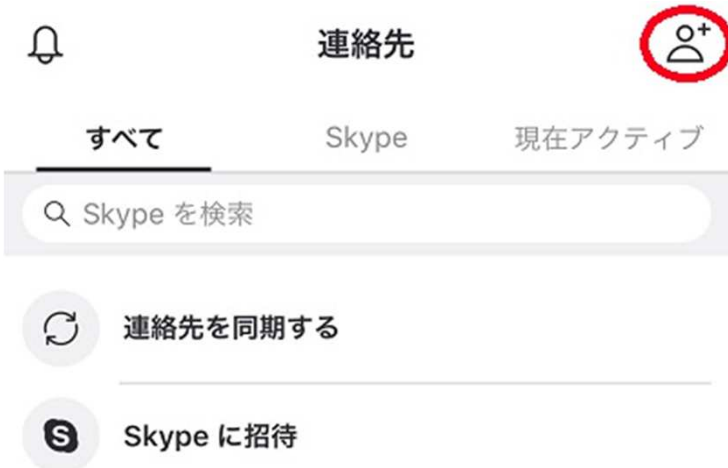 連絡先
すべて Skype 現在アクティブ
Skype を検索
連絡先を同期する
Skype に招待